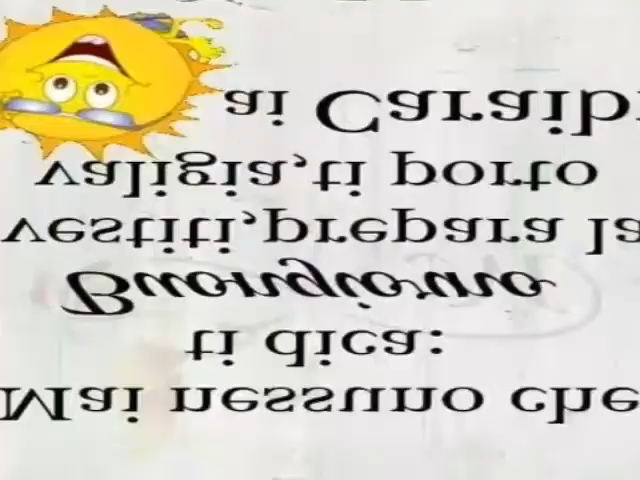 Mai nessuno che
ti dica:
Buongiorno
vestiti,prepara la
valigia,ti porto
ai Caraibi